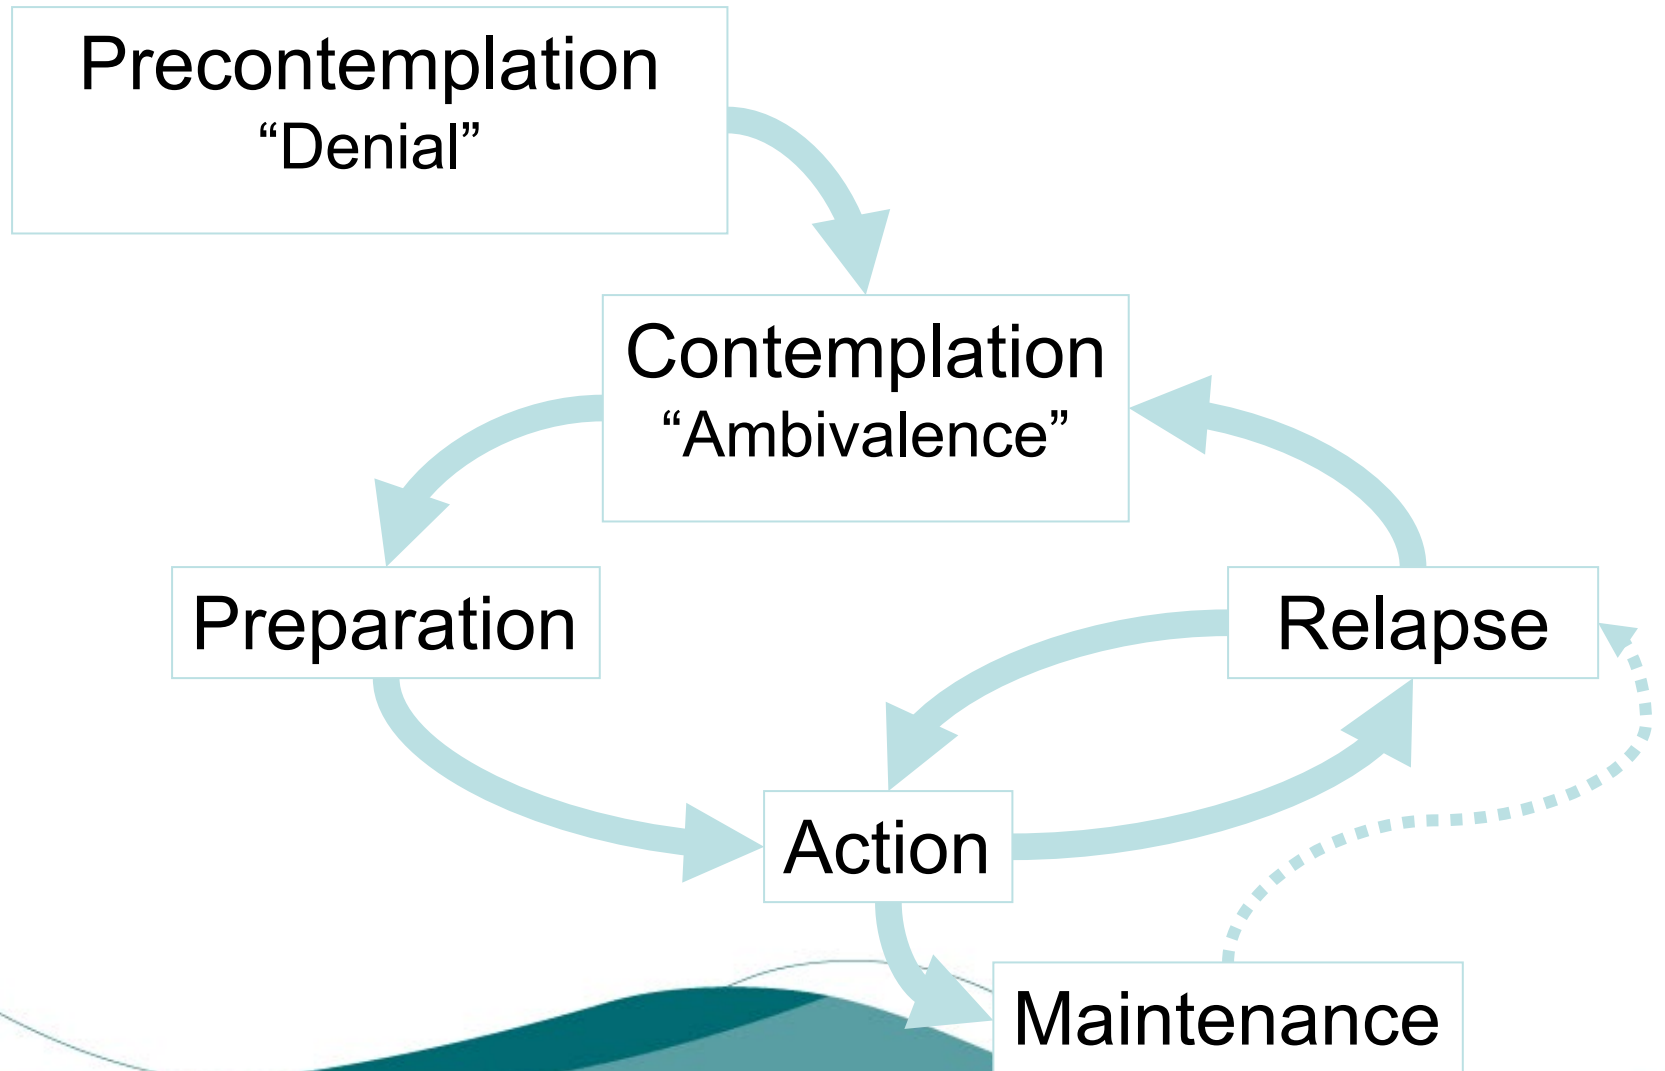 Precontemplation
“Denial”
Contemplation
“Ambivalence”
Preparation
Relapse
Action
Maintenance